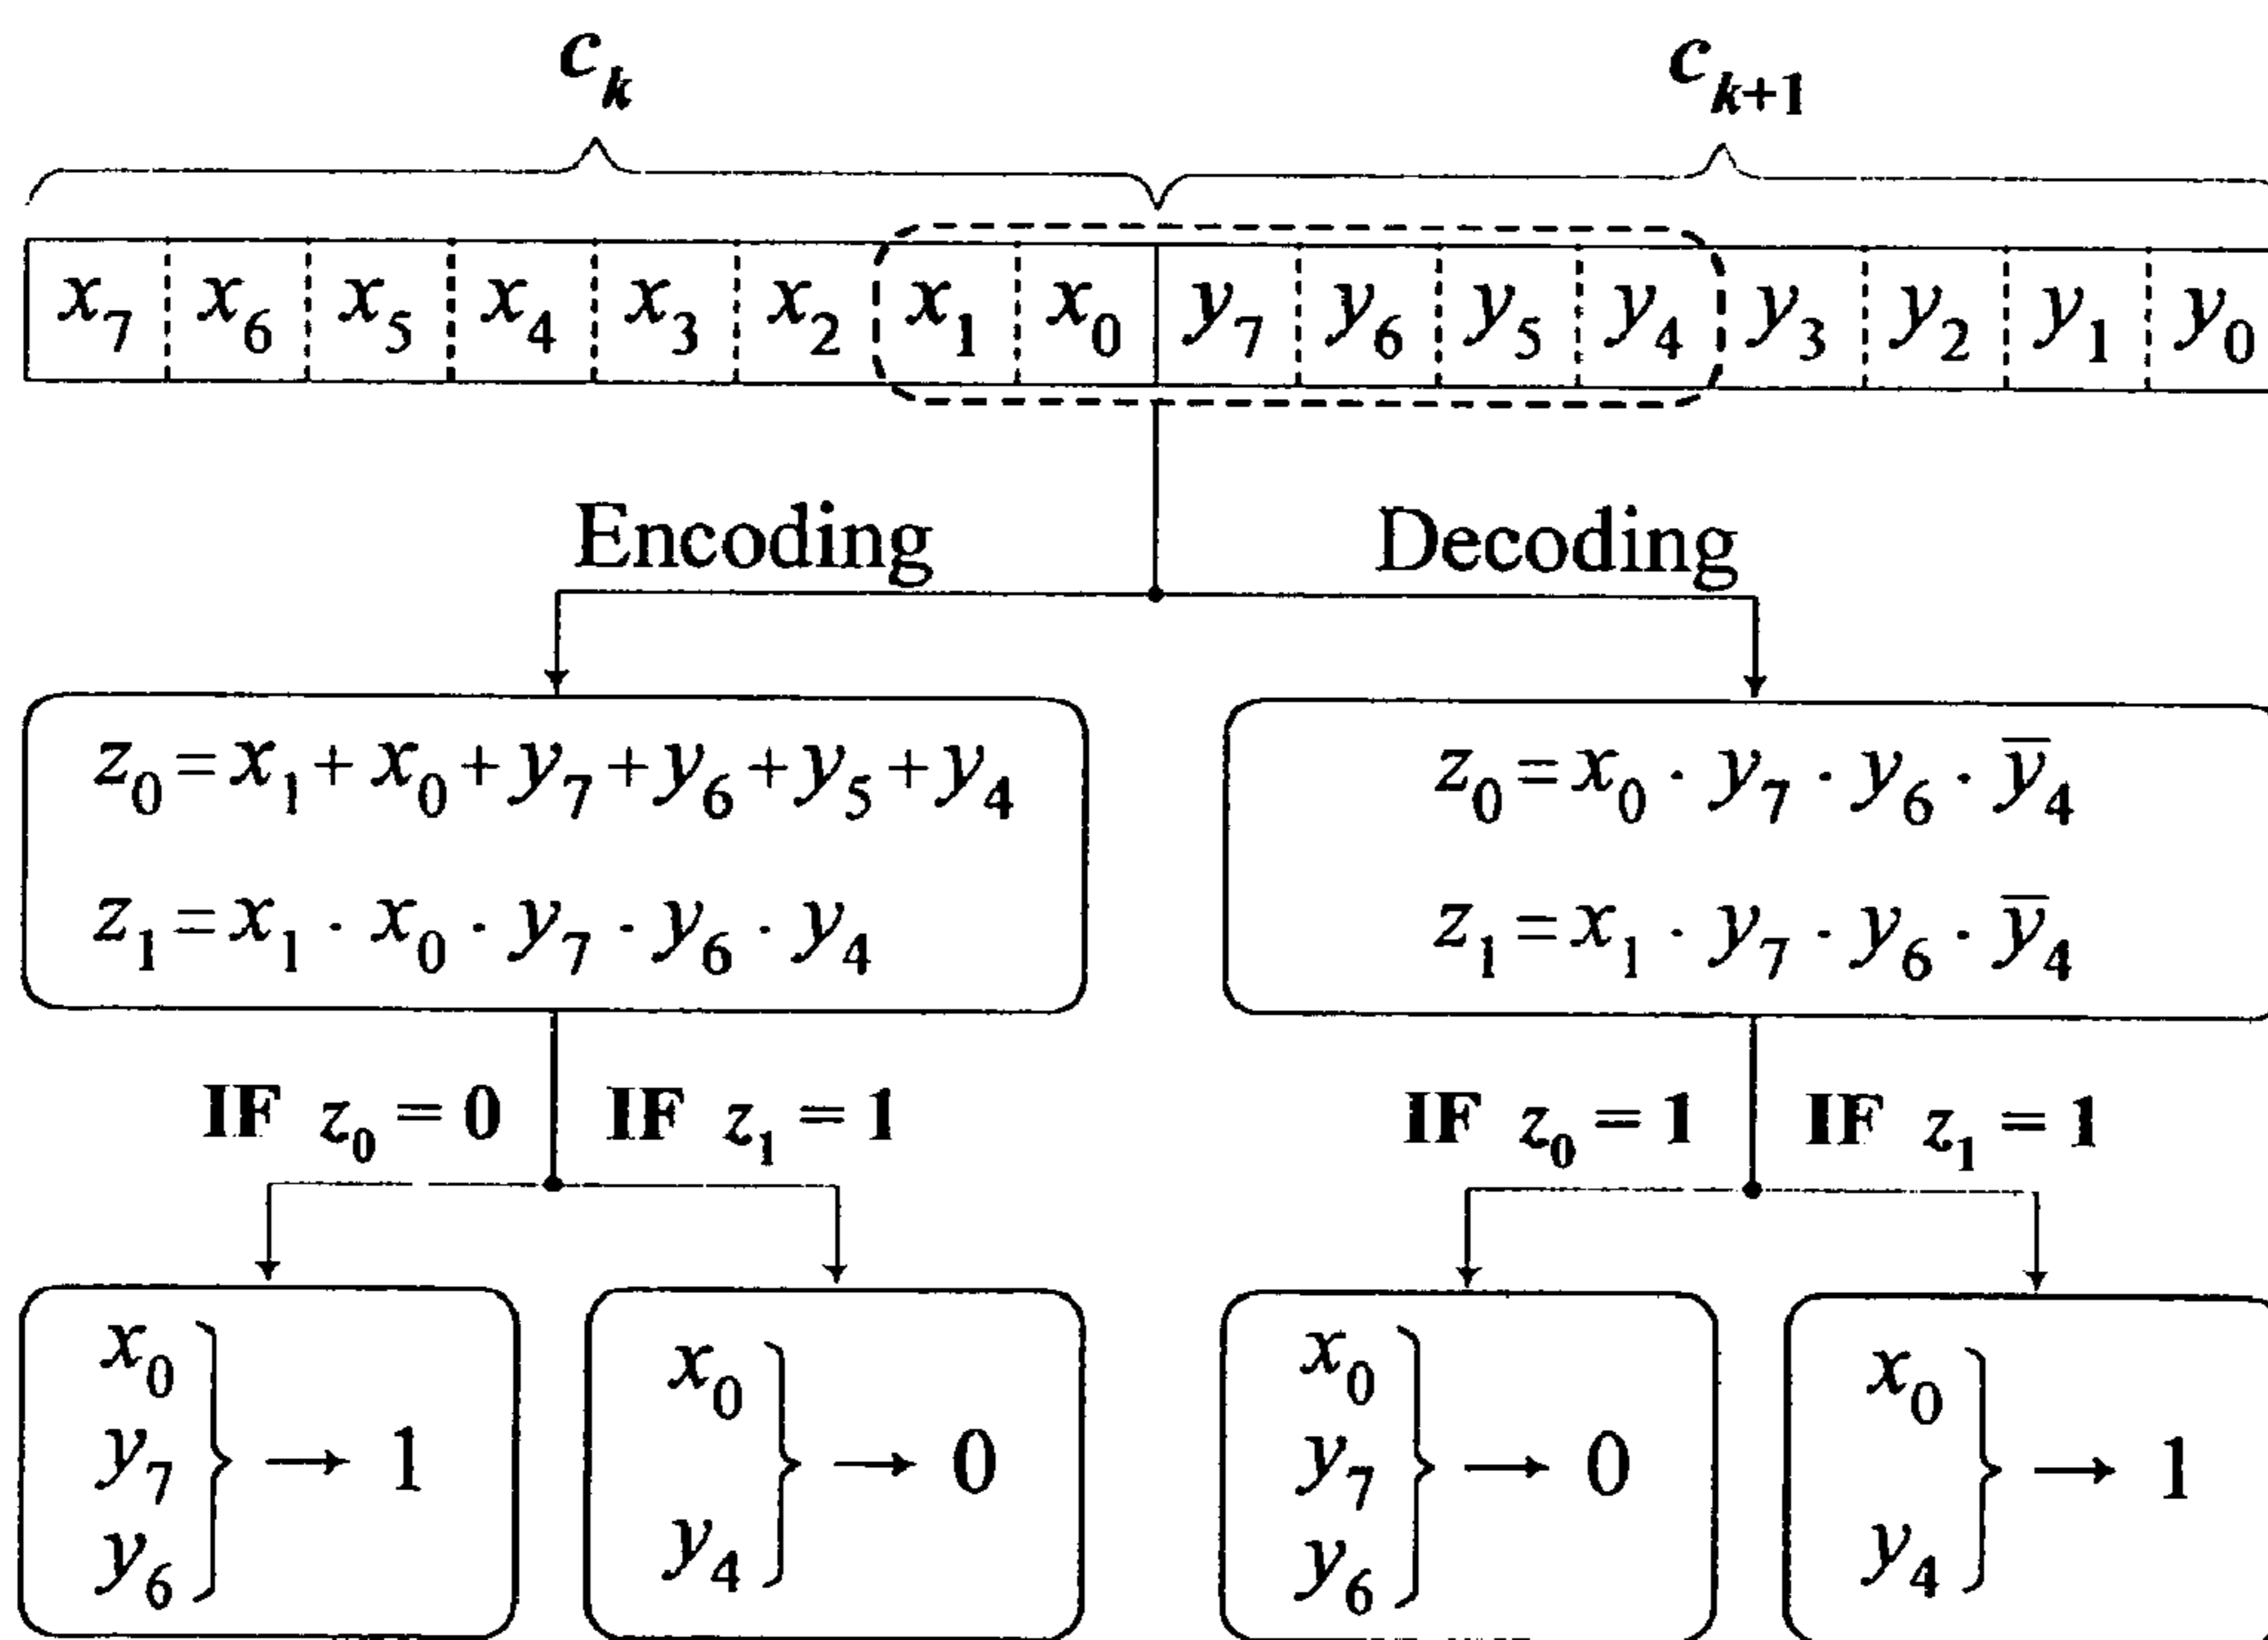 c_k c_{k+1}
x_7 x_6 x_5 x_4 x_3 x_2 x_1 x_0 y_7 y_6 y_5 y_4 y_3 y_2 y_1 y_0
Encoding Decoding
z_0 = x_1 + x_0 + y_7 + y_6 + y_5 + y_4
z_1 = x_1 · x_0 · y_7 · y_6 · y_4
z_0 = x_0 · y_7 · y_6 · y̅_4
z_1 = x_1 · y_7 · y_6 · y̅_4
IF z_0 = 0 IF z_1 = 1 IF z_0 = 1 IF z_1 = 1
x_0
y_7 → 1
y_6
x_0
→ 0
y_4
x_0
y_7 → 0
y_6
x_0
→ 1
y_4